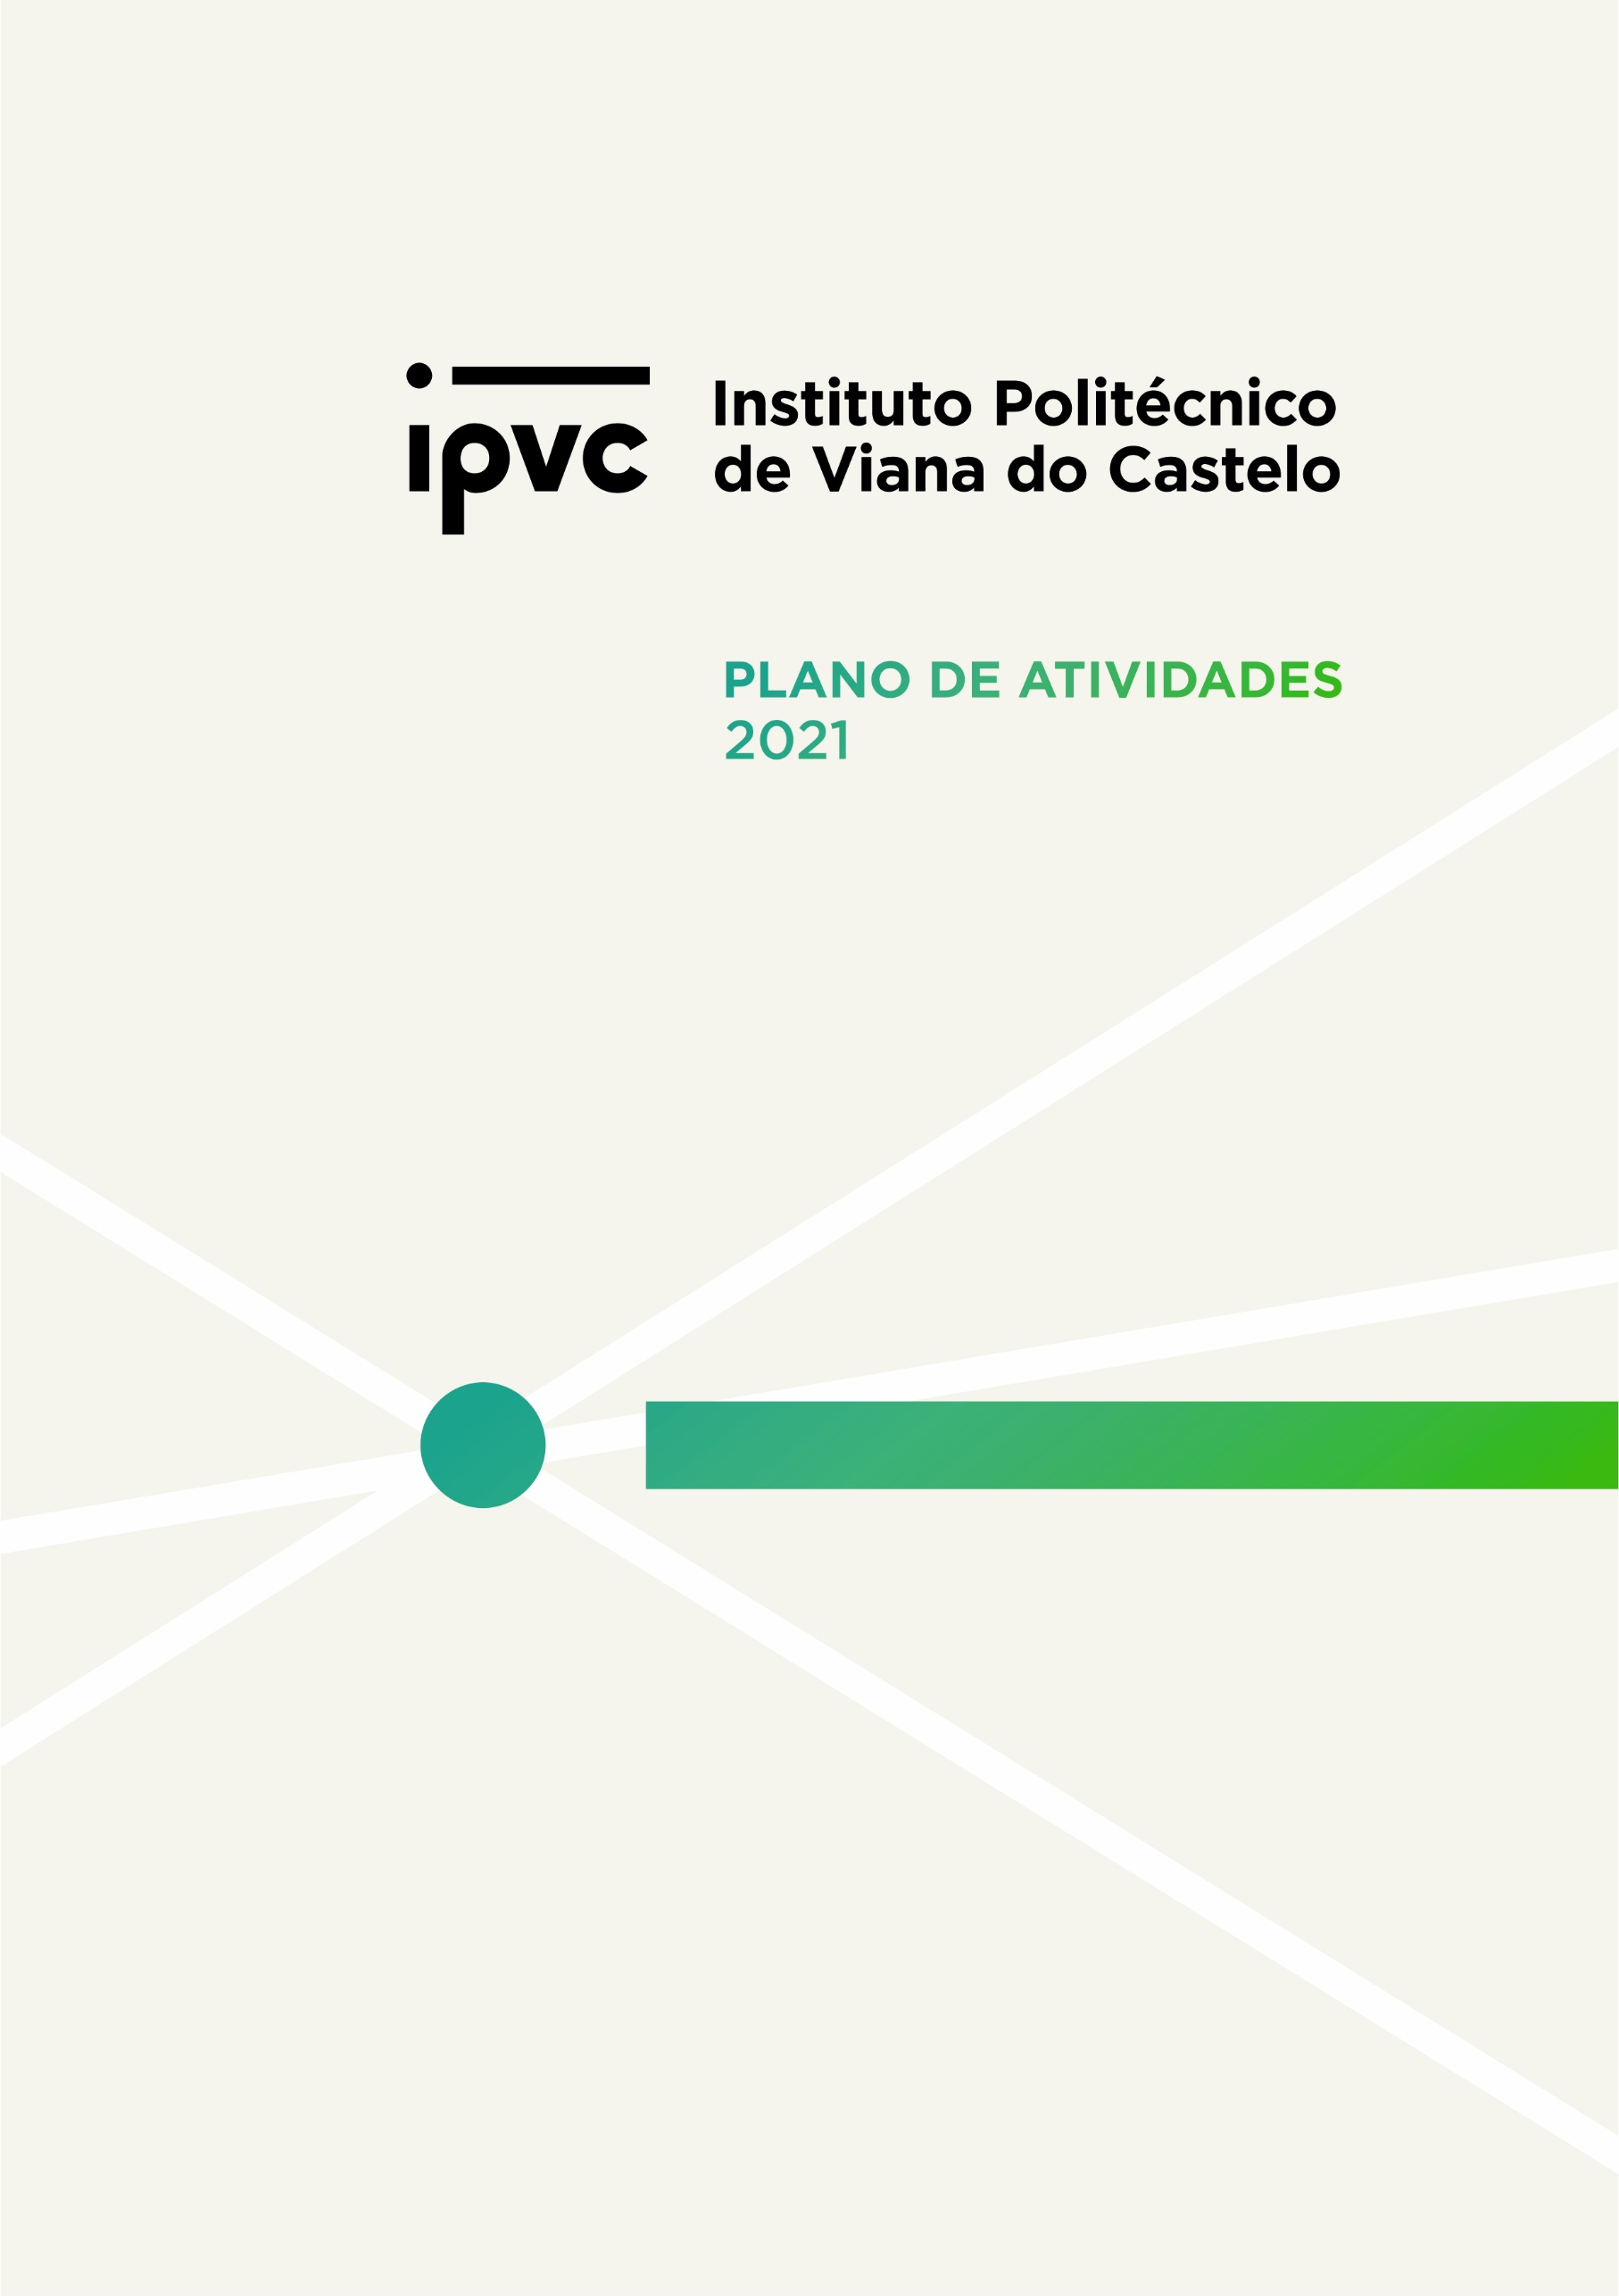 ipvc
Instituto Politécnico
de Viana do Castelo
PLANO DE ATIVIDADES
2021